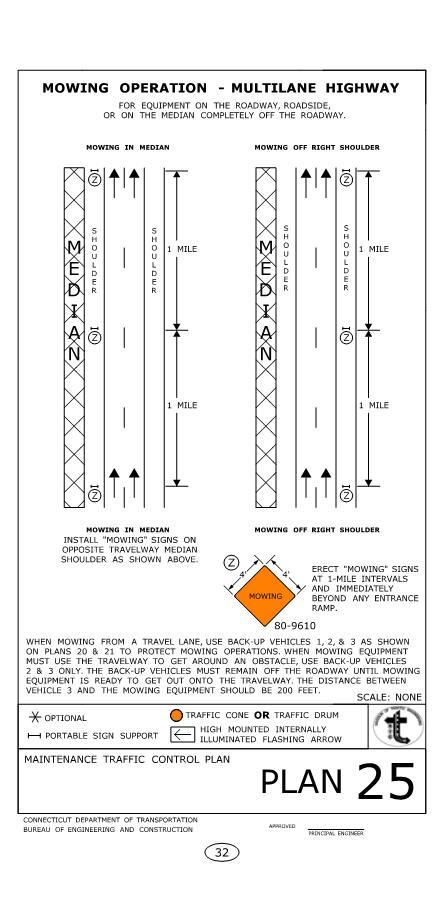 MOWING OPERATION - MULTILANE HIGHWAY
FOR EQUIPMENT ON THE ROADWAY, ROADSIDE,
OR ON THE MEDIAN COMPLETELY OFF THE ROADWAY.
MOWING IN MEDIAN
Z
MEDIAN
SHOULDER
SHOULDER
1 MILE
Z
1 MILE
Z
MOWING IN MEDIAN
INSTALL "MOWING" SIGNS ON
OPPOSITE TRAVELWAY MEDIAN
SHOULDER AS SHOWN ABOVE.
MOWING OFF RIGHT SHOULDER
Z
MEDIAN
SHOULDER
SHOULDER
1 MILE
Z
1 MILE
Z
MOWING OFF RIGHT SHOULDER
Z
4'
4'
MOWING
80-9610
ERECT "MOWING" SIGNS
AT 1-MILE INTERVALS
AND IMMEDIATELY
BEYOND ANY ENTRANCE
RAMP.
WHEN MOWING FROM A TRAVEL LANE, USE BACK-UP VEHICLES 1, 2, & 3 AS SHOWN
ON PLANS 20 & 21 TO PROTECT MOWING OPERATIONS. WHEN MOWING EQUIPMENT
MUST USE THE TRAVELWAY TO GET AROUND AN OBSTACLE, USE BACK-UP VEHICLES
2 & 3 ONLY. THE BACK-UP VEHICLES MUST REMAIN OFF THE ROADWAY UNTIL MOWING
EQUIPMENT IS READY TO GET OUT ONTO THE TRAVELWAY. THE DISTANCE BETWEEN
VEHICLE 3 AND THE MOWING EQUIPMENT SHOULD BE 200 FEET.
SCALE: NONE
OPTIONAL
PORTABLE SIGN SUPPORT
TRAFFIC CONE OR TRAFFIC DRUM
HIGH MOUNTED INTERNALLY
ILLUMINATED FLASHING ARROW
t
MAINTENANCE TRAFFIC CONTROL PLAN
PLAN 25
CONNECTICUT DEPARTMENT OF TRANSPORTATION
BUREAU OF ENGINEERING AND CONSTRUCTION
APPROVED
PRINCIPAL ENGINEER
32